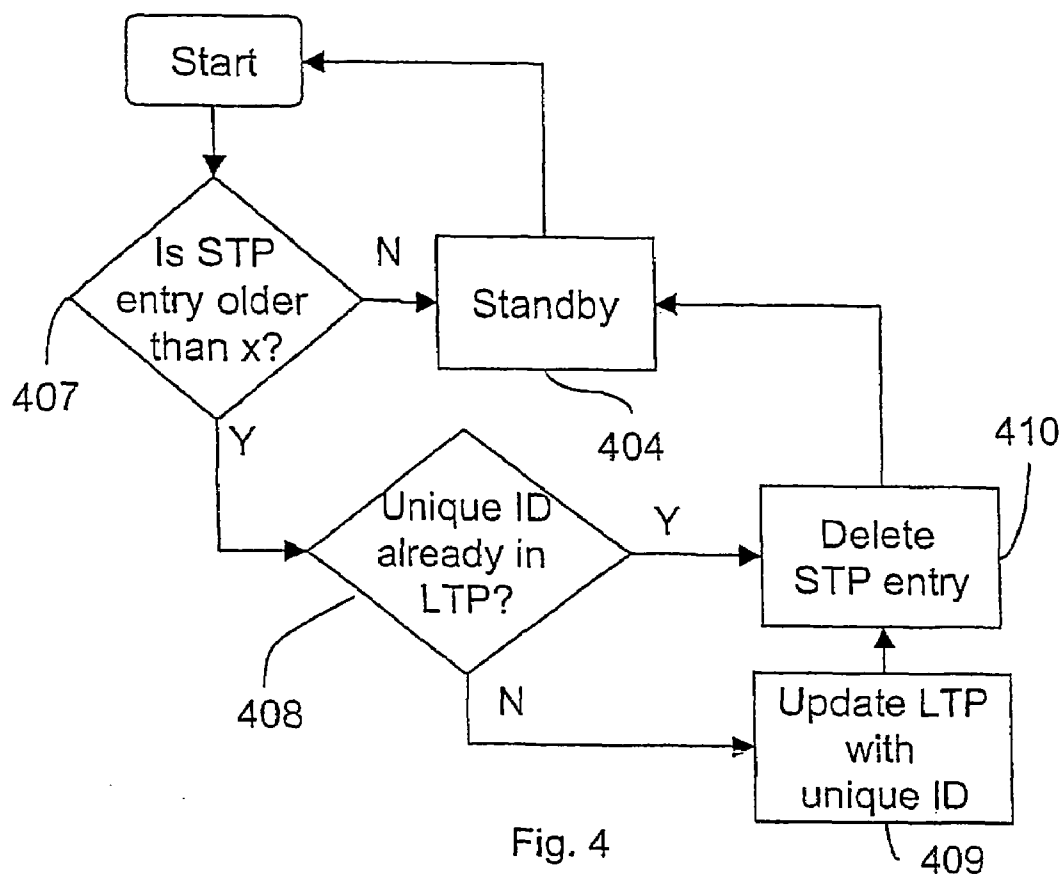 Start
Is STP
entry older
than x?
N
Standby
407
Y
404
410
Unique ID
already in
LTP?
Y
Delete
STP entry
408
N
Update LTP
with
unique ID
Fig. 4
409